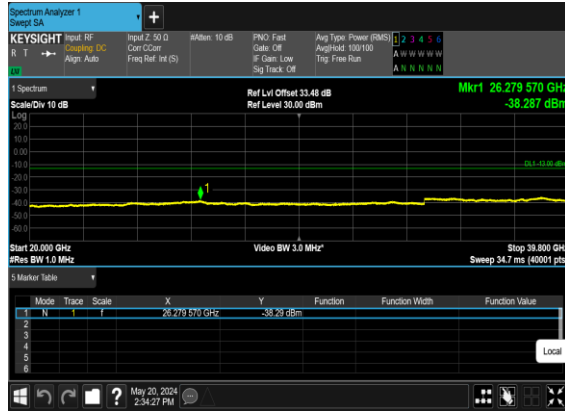 Spectrum Analyzer 1
Swept SA
KEYSIGHT Input: RF Input Z: 50 Ω #Atten: 10 dB PNO: Fast Avg Type: Power (RMS) 1 2 3 4 5 6
R T Coupling: DC Corr CCorr Gate: Off Avg|Hold: 100/100 A W W W W W
Align: Auto Freq Ref: Int (S) IF Gain: Low Trig: Free Run
Sig Track: Off A N N N N N
1 Spectrum Ref Lvl Offset 33.48 dB Mkr1 26.279 570 GHz
Scale/Div 10 dB Ref Level 30.00 dBm -38.287 dBm
Log
20.0
10.0
0.00
-10.0 DL1 -13.00 dBm
-20.0
-30.0 1
-40.0
-50.0
-60.0
Start 20.000 GHz Video BW 3.0 MHz* Stop 39.800 GHz
#Res BW 1.0 MHz Sweep 34.7 ms (40001 pts)
5 Marker Table
Mode Trace Scale X Y Function Function Width Function Value
1 N 1 f 26.279 570 GHz -38.29 dBm
2
3
4
5
6
Local
? May 20, 2024
2:34:27 PM